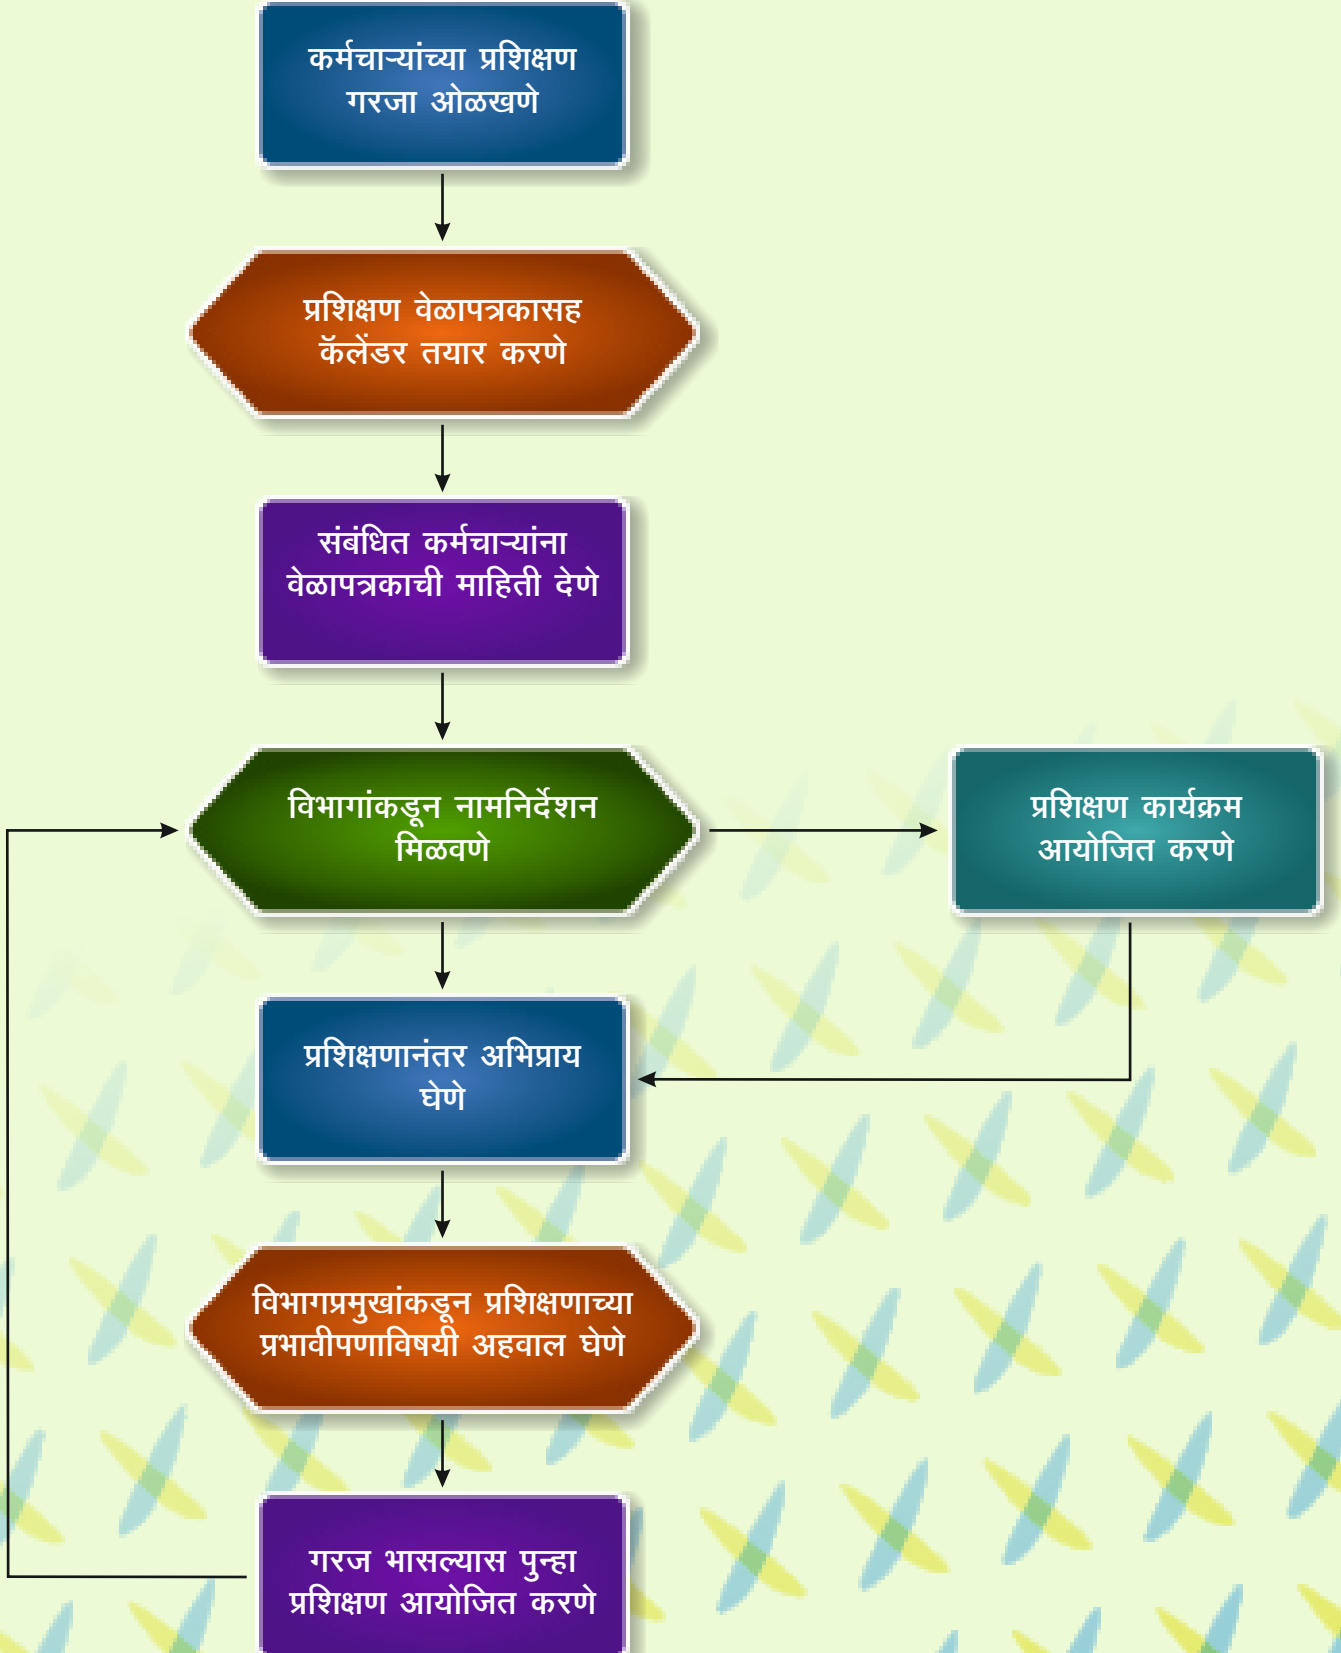 कर्मचाऱ्यांच्या प्रशिक्षण
गरजा ओळखणे
प्रशिक्षण वेळापत्रकासह
कॅलेंडर तयार करणे
संबंधित कर्मचाऱ्यांना
वेळापत्रकाची माहिती देणे
विभागांकडून नामनिर्देशन
मिळवणे
प्रशिक्षण कार्यक्रम
आयोजित करणे
प्रशिक्षणानंतर अभिप्राय
घेणे
विभागप्रमुखांकडून प्रशिक्षणाच्या
प्रभावीपणाविषयी अहवाल घेणे
गरज भासल्यास पुन्हा
प्रशिक्षण आयोजित करणे